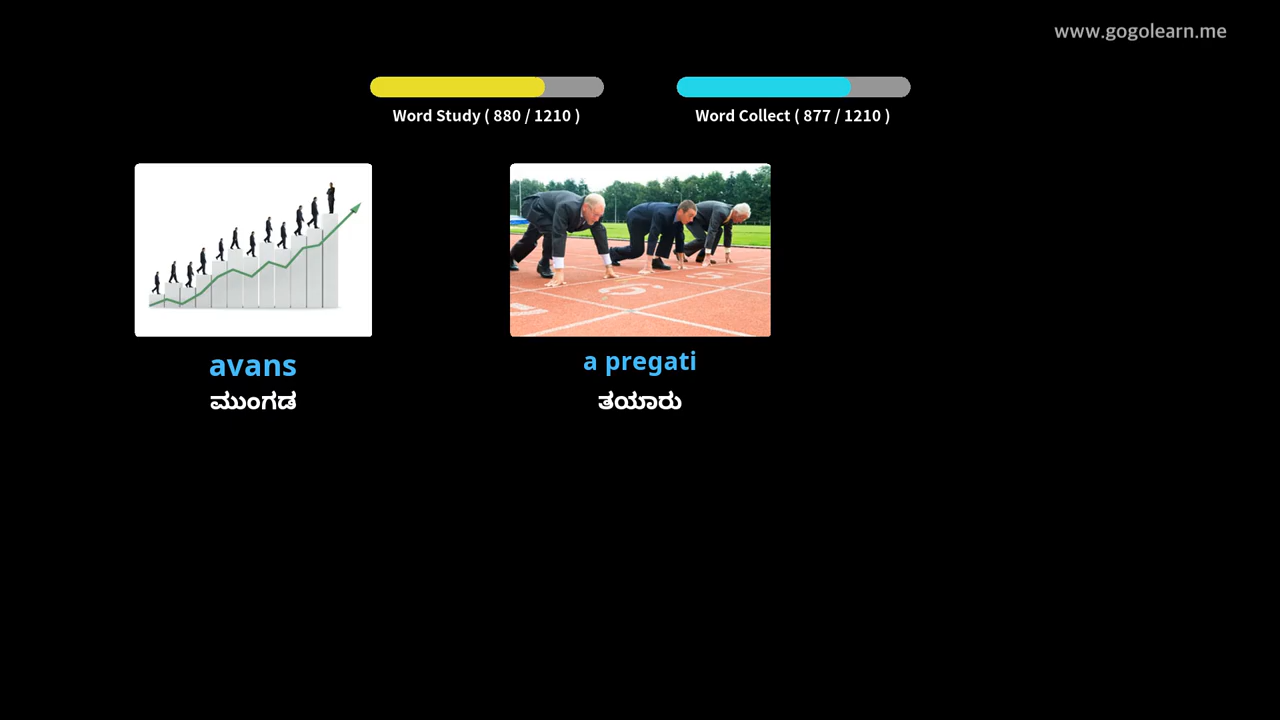 www.gogolearn.me
Word Study ( 880 / 1210 )
Word Collect ( 877 / 1210 )
avans
ಮುಂಗಡ
a pregati
ತಯಾರು